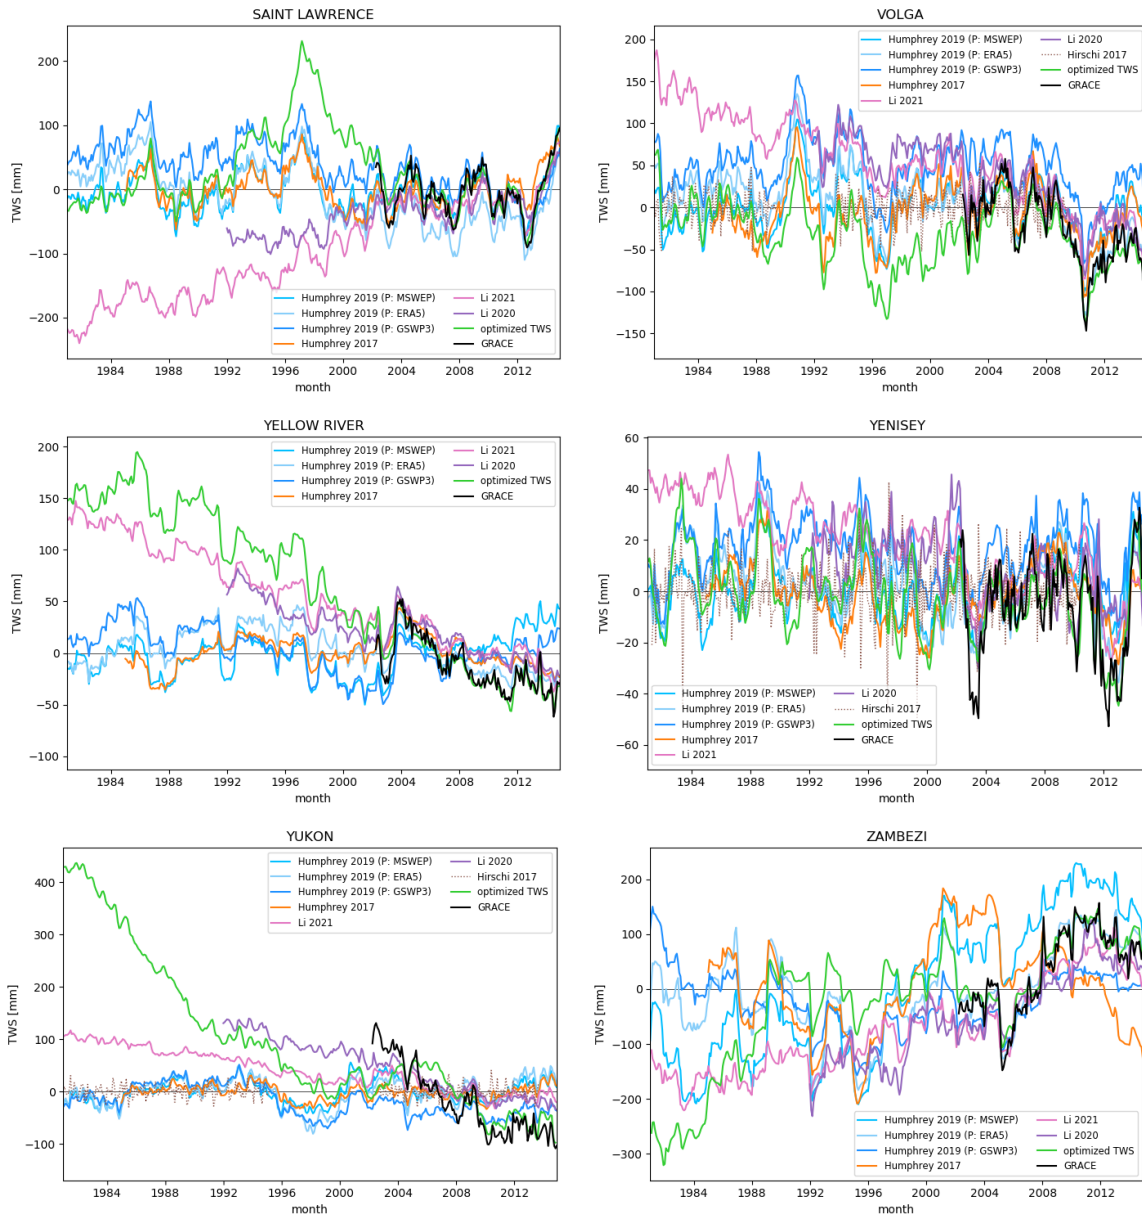 SAINT LAWRENCE
TWS [mm]
200
100
0
−100
−200
1984
1988
1992
1996
2000
2004
2008
2012
month
Humphrey 2019 (P: MSWEP)
Humphrey 2019 (P: ERA5)
Humphrey 2019 (P: GSWP3)
Humphrey 2017
Li 2021
Li 2020
optimized TWS
GRACE
VOLGA
TWS [mm]
200
150
100
50
0
−50
−100
−150
1984
1988
1992
1996
2000
2004
2008
2012
month
Humphrey 2019 (P: MSWEP)
Humphrey 2019 (P: ERA5)
Humphrey 2019 (P: GSWP3)
Humphrey 2017
Li 2021
Li 2020
Hirschi 2017
optimized TWS
GRACE
YELLOW RIVER
TWS [mm]
200
150
100
50
0
−50
−100
1984
1988
1992
1996
2000
2004
2008
2012
month
Humphrey 2019 (P: MSWEP)
Humphrey 2019 (P: ERA5)
Humphrey 2019 (P: GSWP3)
Humphrey 2017
Li 2021
Li 2020
optimized TWS
GRACE
YENISEY
TWS [mm]
60
40
20
0
−20
−40
−60
1984
1988
1992
1996
2000
2004
2008
2012
month
Humphrey 2019 (P: MSWEP)
Humphrey 2019 (P: ERA5)
Humphrey 2019 (P: GSWP3)
Humphrey 2017
Li 2021
Li 2020
Hirschi 2017
optimized TWS
GRACE
YUKON
TWS [mm]
400
300
200
100
0
−100
1984
1988
1992
1996
2000
2004
2008
2012
month
Humphrey 2019 (P: MSWEP)
Humphrey 2019 (P: ERA5)
Humphrey 2019 (P: GSWP3)
Humphrey 2017
Li 2021
Li 2020
Hirschi 2017
optimized TWS
GRACE
ZAMBEZI
TWS [mm]
200
100
0
−100
−200
−300
1984
1988
1992
1996
2000
2004
2008
2012
month
Humphrey 2019 (P: MSWEP)
Humphrey 2019 (P: ERA5)
Humphrey 2019 (P: GSWP3)
Humphrey 2017
Li 2021
Li 2020
optimized TWS
GRACE